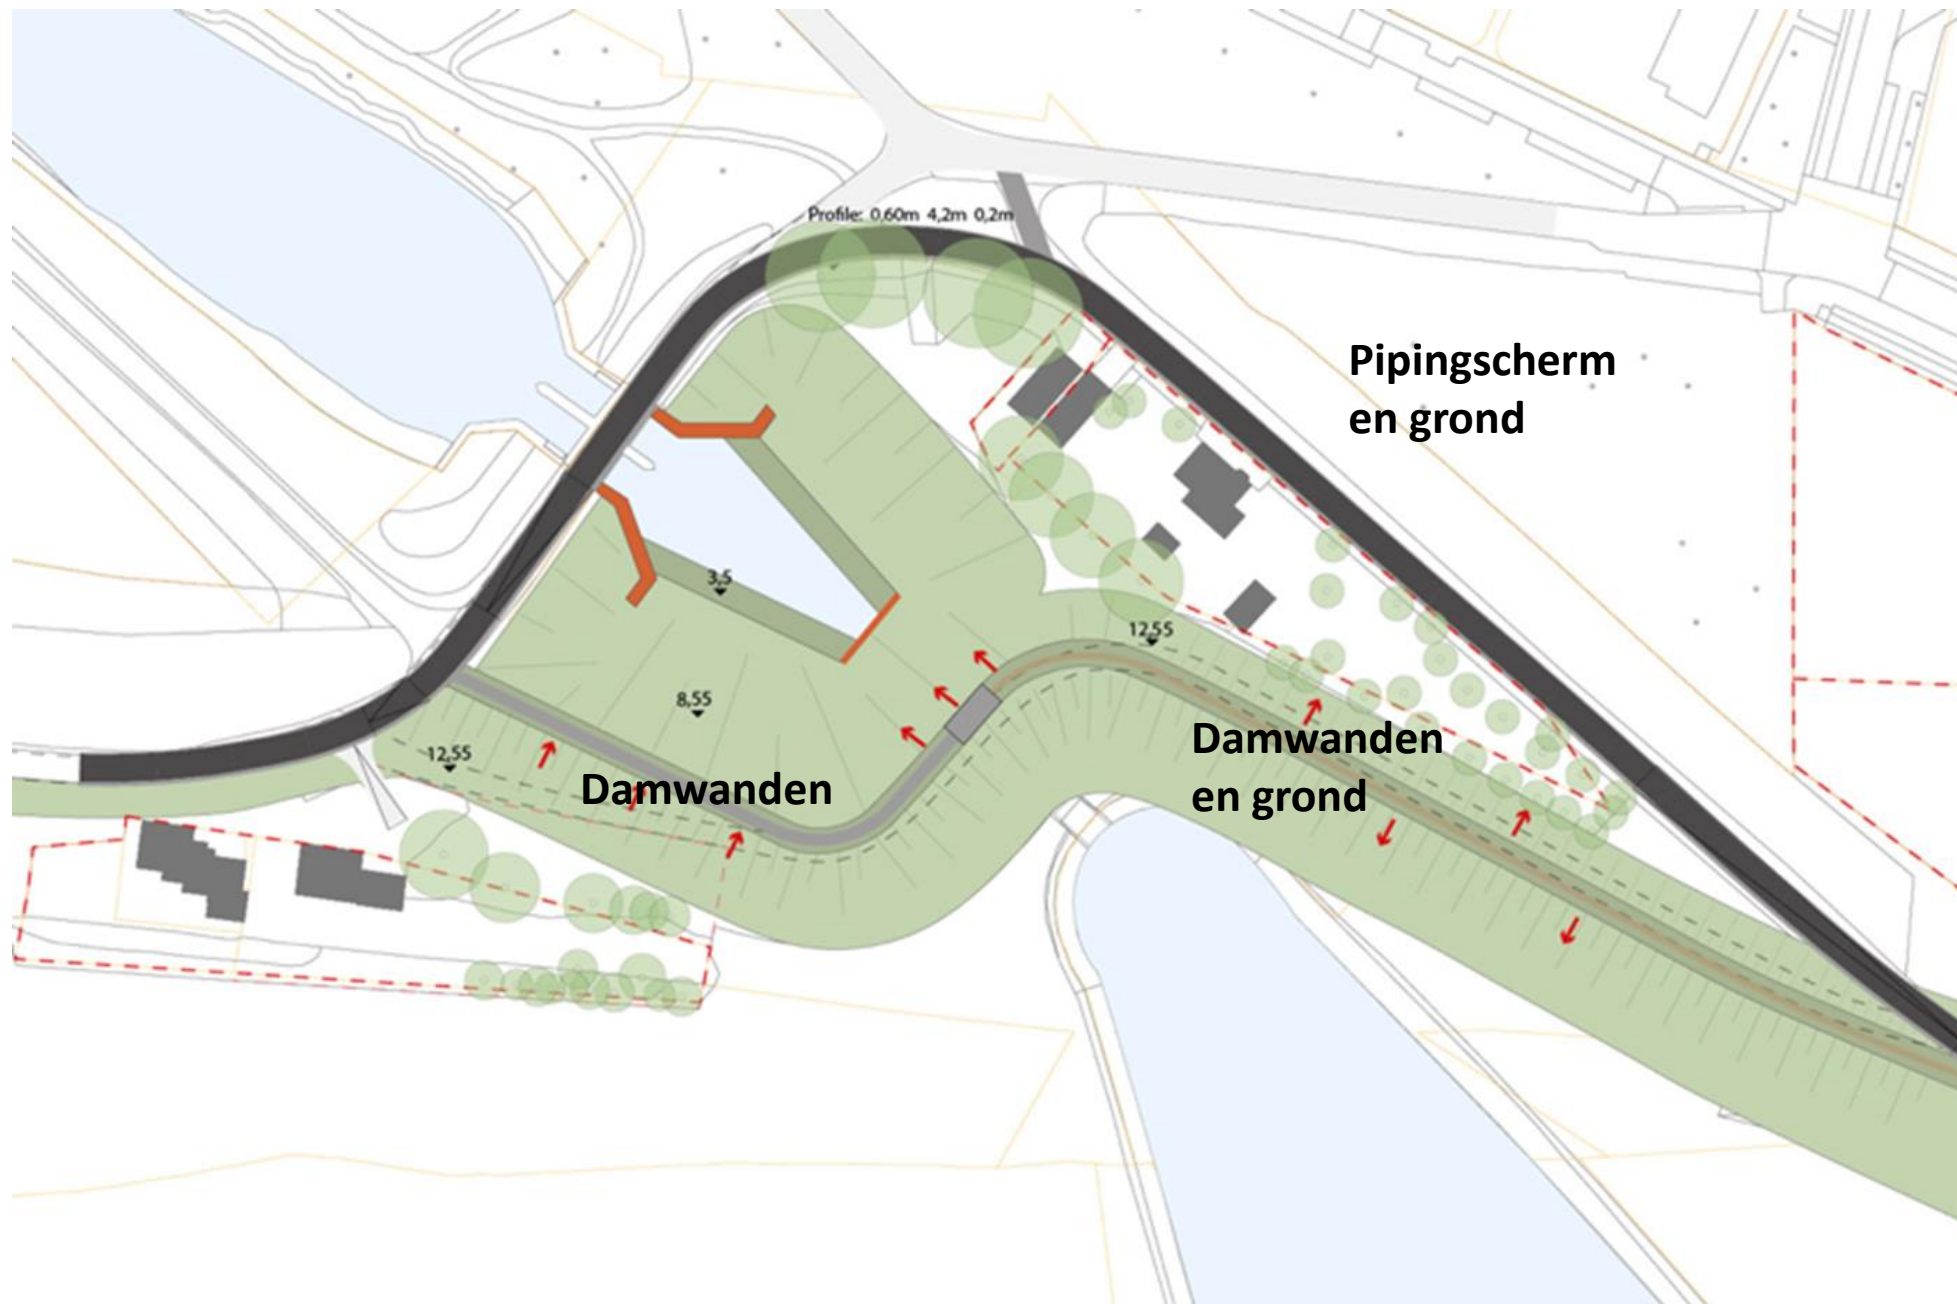 Profile: 0,60m 4,2m 0,2m
Pipingscherm
en grond
3,5
12,55
8,55
12,55
Damwanden
Damwanden
en grond